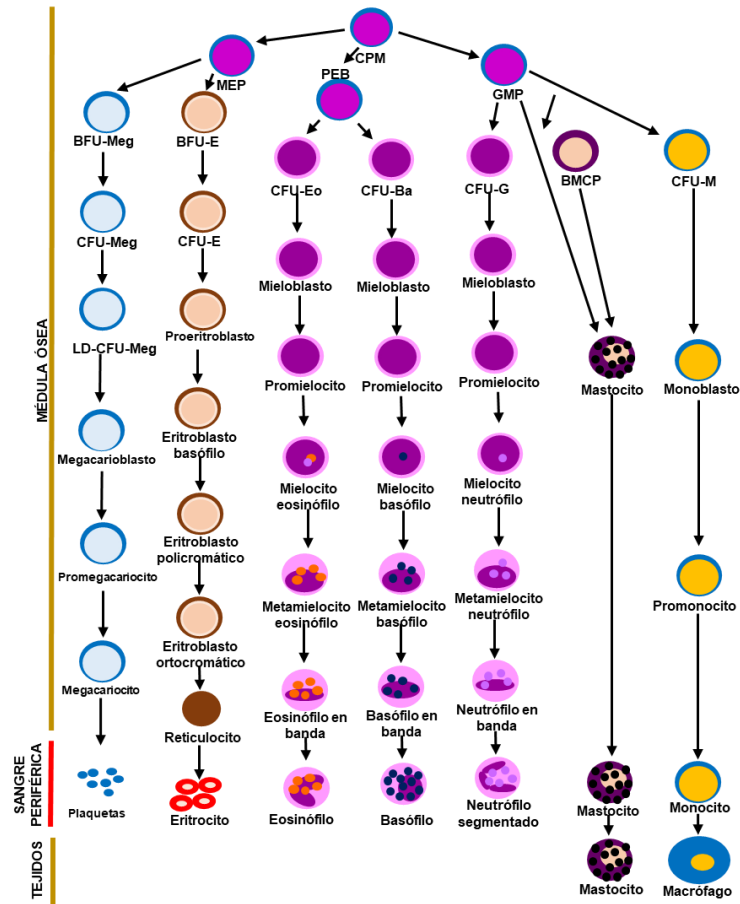 CPM
MEP
PEB
GMP
BFU-Meg
BFU-E
CFU-Eo
CFU-Ba
CFU-G
BMCP
CFU-M
CFU-Meg
CFU-E
Mieloblasto
Mieloblasto
Mieloblasto
LD-CFU-Meg
Proeritroblasto
Promielocito
Promielocito
Promielocito
Mastocito
Monoblasto
Megacarioblasto
Eritroblasto
basófilo
Mielocito
eosinófilo
Mielocito
basófilo
Mielocito
neutrófilo
Promegacariocito
Eritroblasto
policromático
Metamielocito
eosinófilo
Metamielocito
basófilo
Metamielocito
neutrófilo
Promonocito
Megacariocito
Eritroblasto
ortocromático
Reticulocito
Eosinófilo en
banda
Basófilo en
banda
Neutrófilo en
banda
Plaquetas
Eritrocito
Eosinófilo
Basófilo
Neutrófilo
segmentado
Mastocito
Monocito
Mastocito
Macrófago
MÉDULA ÓSEA
SANGRE
PERIFÉRICA
TEJIDOS